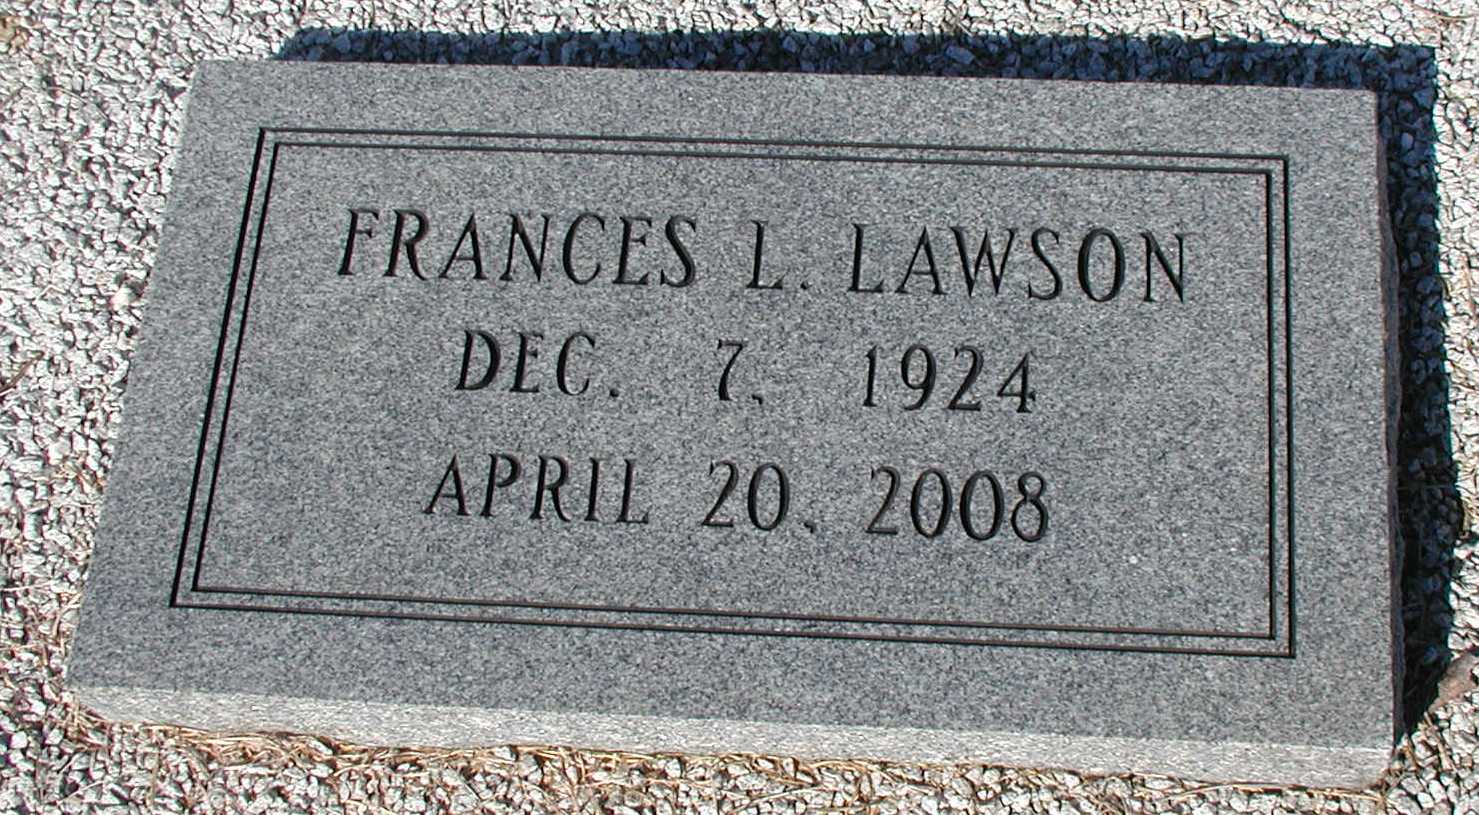 FRANCES L. LAWSON
DEC. 7, 1924
APRIL 20, 2008